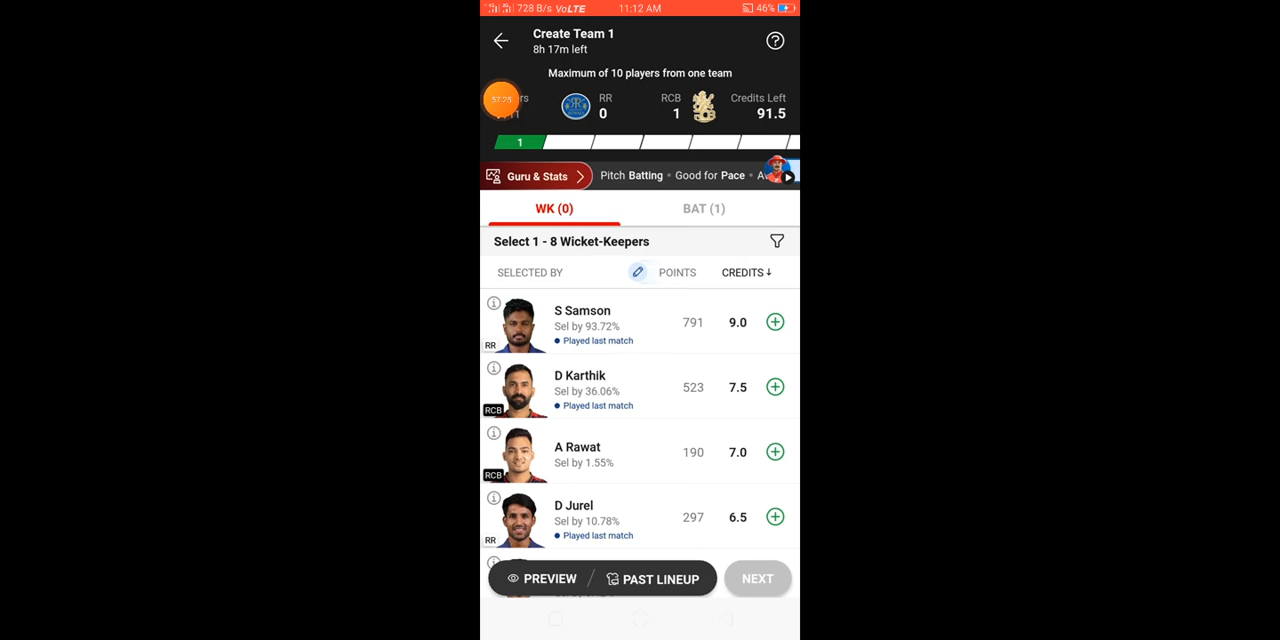 728 B/s VoLTE 11:12 AM 46%
Create Team 1
8h 17m left
Maximum of 10 players from one team
57:25
RR RCB Credits Left
0 1 91.5
1
Guru & Stats Pitch Batting • Good for Pace •
WK (0) BAT (1)
Select 1 - 8 Wicket-Keepers
SELECTED BY POINTS CREDITS↓
S Samson
Sel by 93.72% 791 9.0
Played last match
RR
D Karthik
Sel by 36.06% 523 7.5
Played last match
RCB
A Rawat
Sel by 1.55% 190 7.0
RCB
D Jurel
Sel by 10.78% 297 6.5
Played last match
RR
PREVIEW / PAST LINEUP NEXT